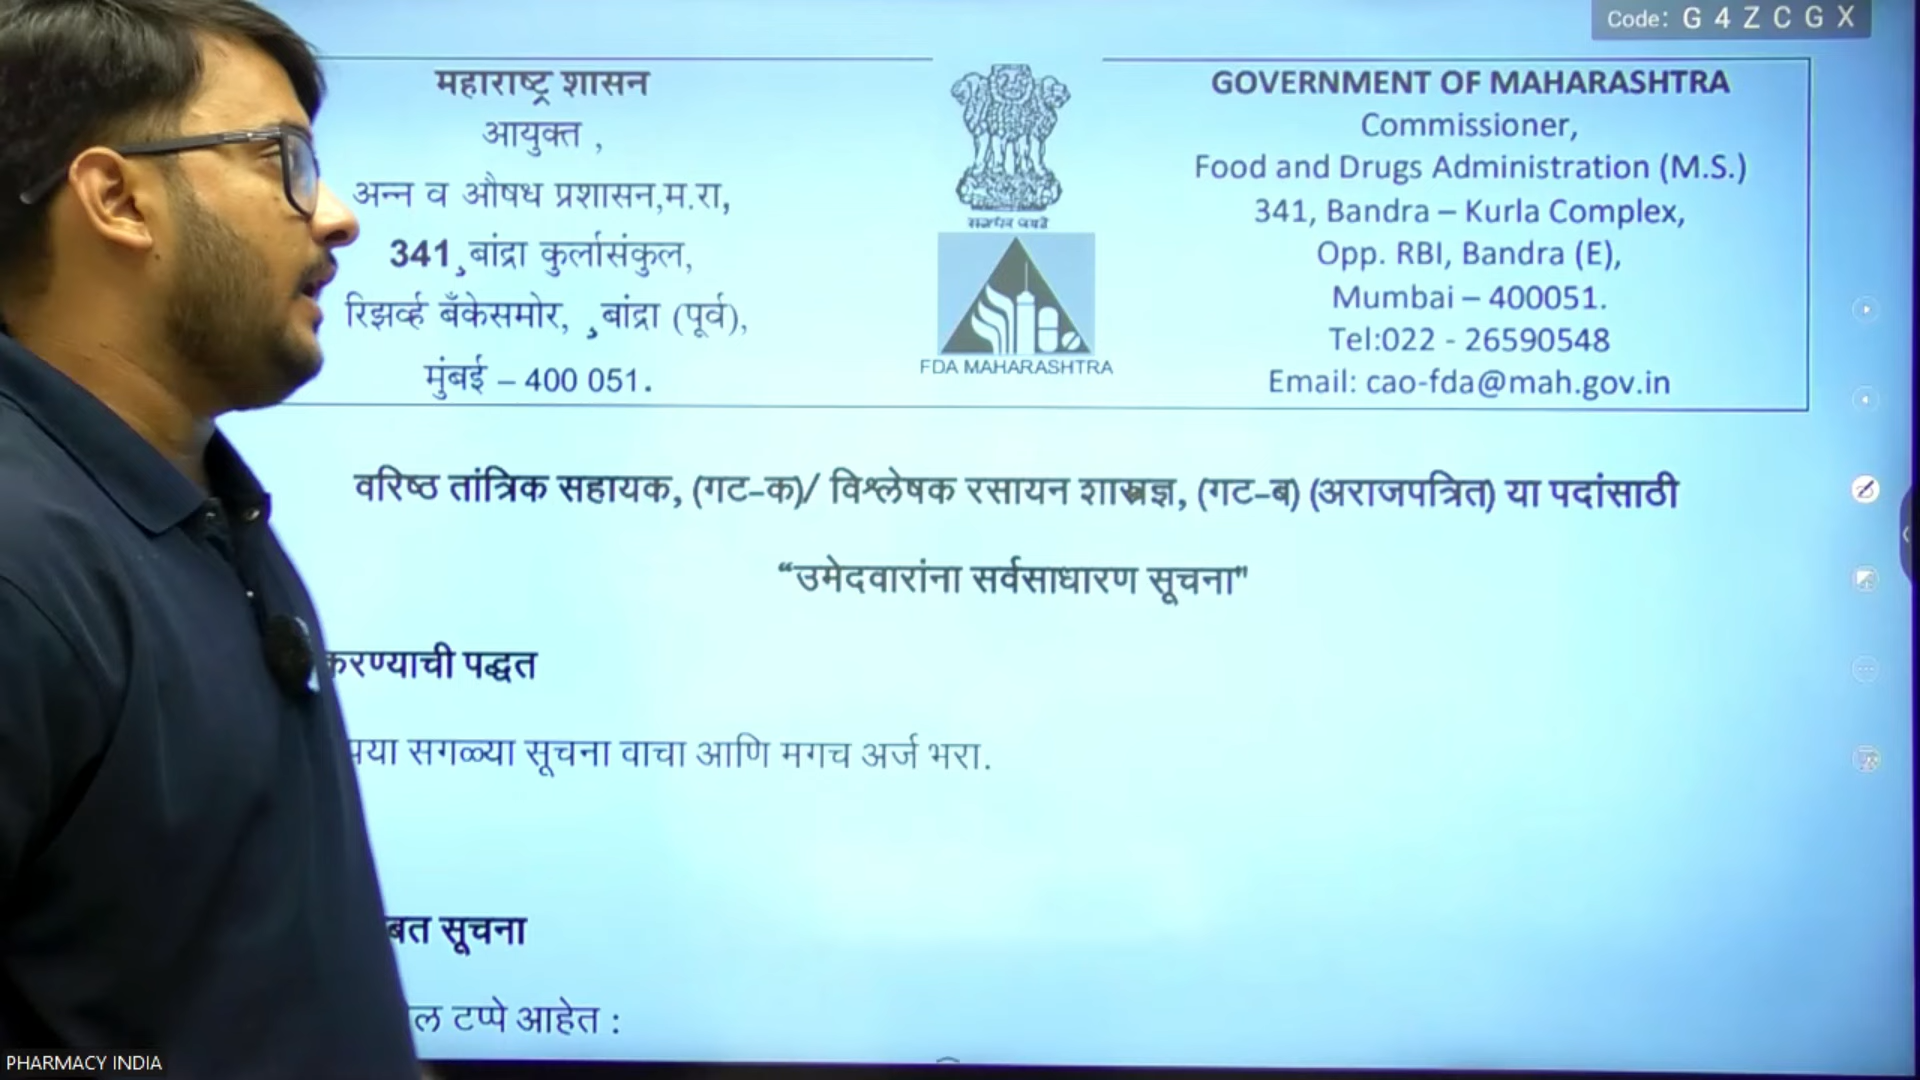 Code: G 4 Z C G X
महाराष्ट्र शासन
आयुक्त ,
अन्न व औषध प्रशासन,म.रा,
341¸बांद्रा कुर्लासंकुल,
रिझर्व्ह बँकेसमोर, ¸बांद्रा (पूर्व),
मुंबई – 400 051.
FDA MAHARASHTRA
GOVERNMENT OF MAHARASHTRA
Commissioner,
Food and Drugs Administration (M.S.)
341, Bandra – Kurla Complex,
Opp. RBI, Bandra (E),
Mumbai – 400051.
Tel:022 - 26590548
Email: cao-fda@mah.gov.in
वरिष्ठ तांत्रिक सहायक, (गट-क)/ विश्लेषक रसायन शास्त्रज्ञ, (गट-ब) (अराजपत्रित) या पदांसाठी
“उमेदवारांना सर्वसाधारण सूचना"
करण्याची पद्धत
सगळ्या सूचना वाचा आणि मगच अर्ज भरा.
सूचना
टप्पे आहेत :
PHARMACY INDIA